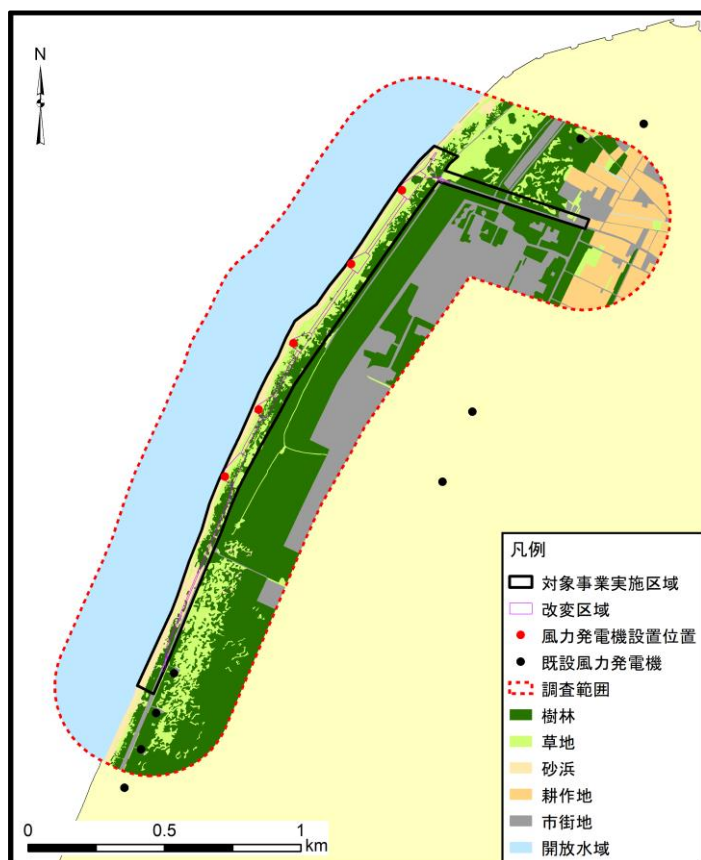 N
凡例
対象事業実施区域
改変区域
風力発電機設置位置
既設風力発電機
調査範囲
樹林
草地
砂浜
耕作地
市街地
開放水域
0 0.5 1
km